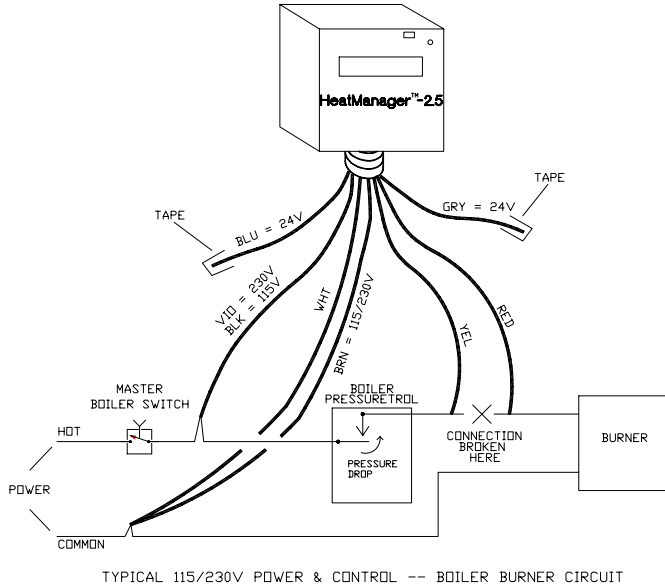 HeatManager™-2.5
TAPE
GRY = 24V
TAPE
BLU = 24V
VIO = 230V
BLK = 115V
WHT
BRN = 115/230V
YEL
RED
MASTER
BOILER SWITCH
BOILER
PRESSURETROL
HOT
CONNECTION
BROKEN
HERE
BURNER
PRESSURE
DROP
POWER
COMMON
TYPICAL 115/230V POWER & CONTROL -- BOILER BURNER CIRCUIT